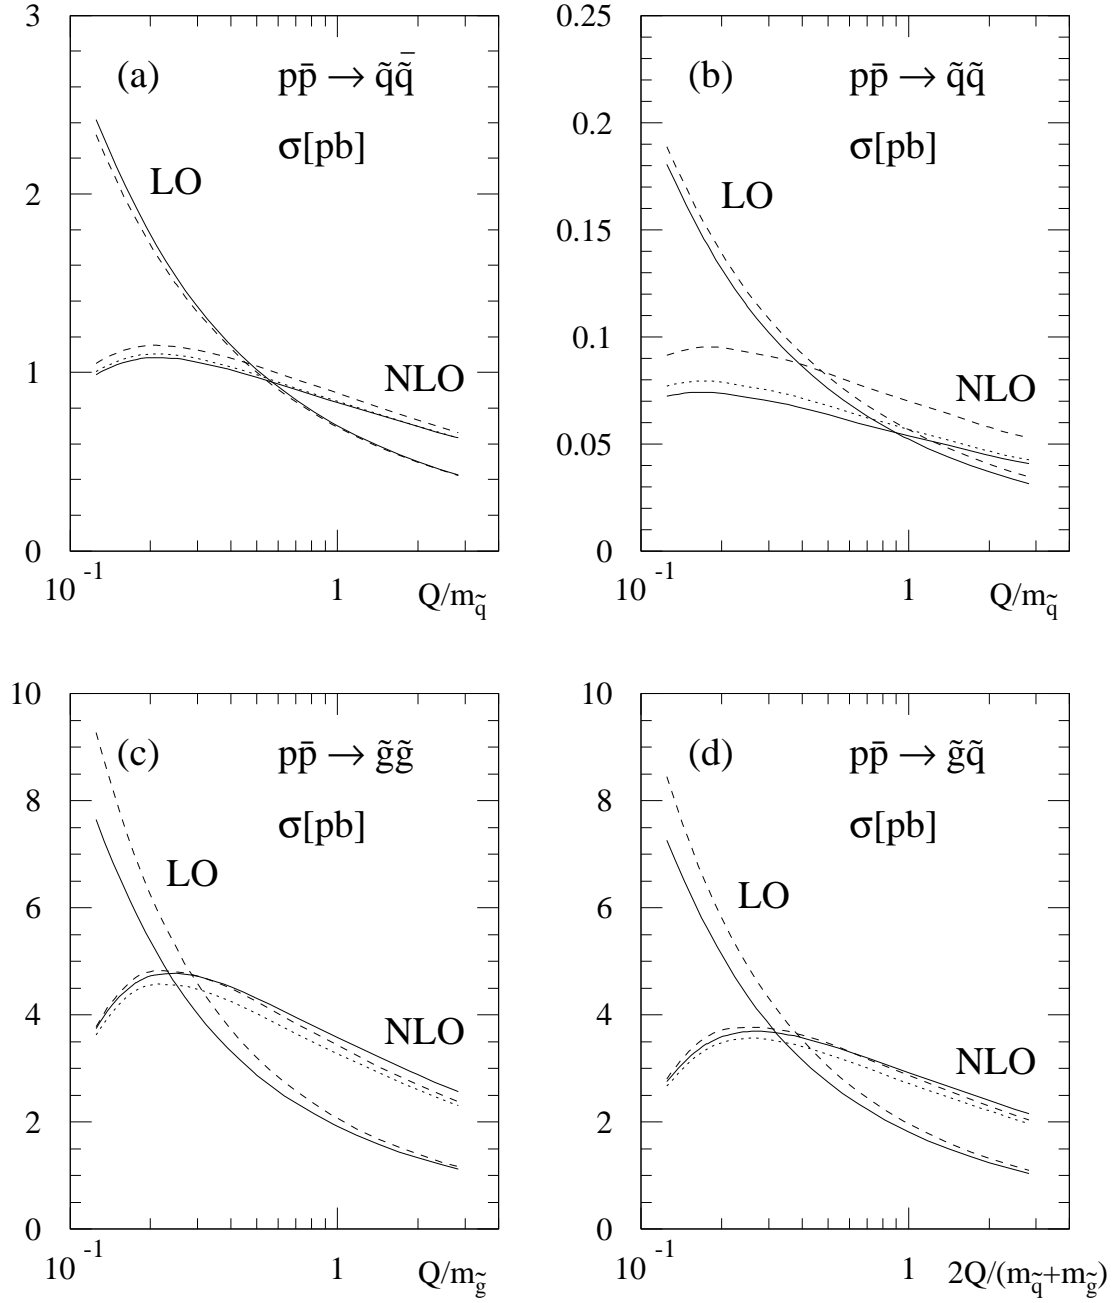 (a) pp̄ → q̃q̃̄
σ[pb]
LO
NLO
3
2
1
0
10⁻¹ 1 Q/m_q̃
(b) pp̄ → q̃q̃
σ[pb]
LO
NLO
0.25
0.2
0.15
0.1
0.05
0
10⁻¹ 1 Q/m_q̃
(c) pp̄ → g̃g̃
σ[pb]
LO
NLO
10
8
6
4
2
0
10⁻¹ 1 Q/m_g̃
(d) pp̄ → g̃q̃
σ[pb]
LO
NLO
10
8
6
4
2
0
10⁻¹ 1 2Q/(m_q̃+m_g̃)